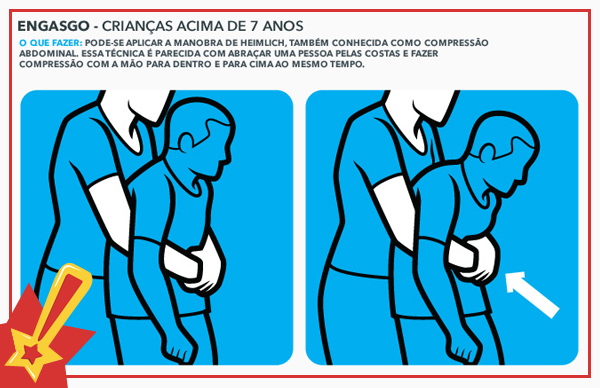 ENGASGO - CRIANÇAS ACIMA DE 7 ANOS
O QUE FAZER: PODE-SE APLICAR A MANOBRA DE HEIMLICH, TAMBÉM CONHECIDA COMO COMPRESSÃO
ABDOMINAL. ESSA TÉCNICA É PARECIDA COM ABRAÇAR UMA PESSOA PELAS COSTAS E FAZER
COMPRESSÃO COM A MÃO PARA DENTRO E PARA CIMA AO MESMO TEMPO.